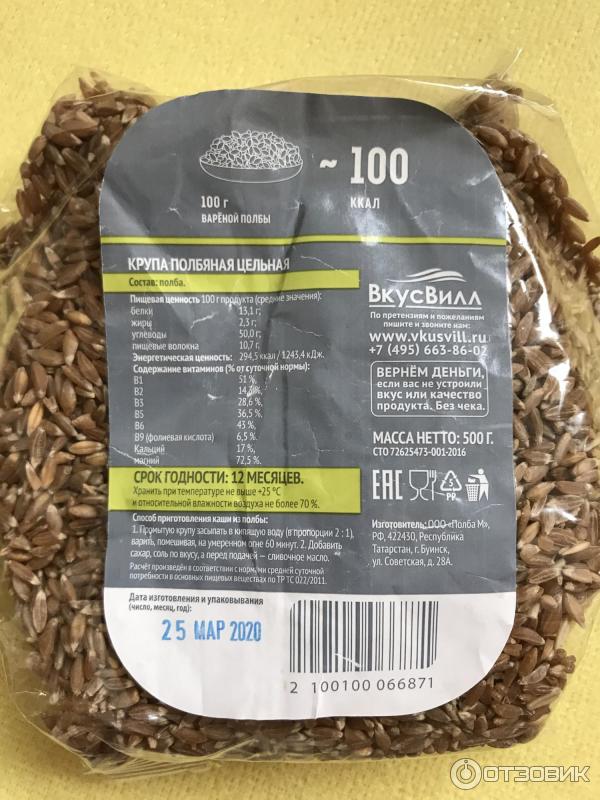 100 г
ВАРЁНОЙ ПОЛБЫ
~ 100
ККАЛ
КРУПА ПОЛБЯНАЯ ЦЕЛЬНАЯ
Состав: полба.
Пищевая ценность 100 г продукта (средние значения):
белки 13,1 г;
жиры 2,3 г;
углеводы 50,0 г;
пищевые волокна 10,7 г.
Энергетическая ценность: 294,5 ккал / 1243,4 кДж.
Содержание витаминов (% от суточной нормы):
В1 51 %,
В2 14,3%,
В3 28,6 %,
В5 36,5 %,
В6 43 %,
В9 (фолиевая кислота) 6,5 %.
Кальций 17 %,
магний 72,5 %.
СРОК ГОДНОСТИ: 12 МЕСЯЦЕВ.
Хранить при температуре не выше +25 °С
и относительной влажности воздуха не более 70 %.
Способ приготовления каши из полбы:
1. Промытую крупу засыпать в кипящую воду (в пропорции 2 : 1),
варить, помешивая, на умеренном огне 60 минут. 2. Добавить
сахар, соль по вкусу, а перед подачей — сливочное масло.
Расчёт произведён в соответствии с нормами средней суточной
потребности в основных пищевых веществах по ТР ТС 022/2011.
ВкусВилл
По претензиям и пожеланиям
пишите и звоните нам:
www.vkusvill.ru
+7 (495) 663-86-02
ВЕРНЁМ ДЕНЬГИ,
если вас не устроили
вкус или качество
продукта. Без чека.
МАССА НЕТТО: 500 Г.
СТО 72625473-001-2016
EAC
5
PP
Изготовитель: ООО «Полба М»,
РФ, 422430, Республика
Татарстан, г. Буинск,
ул. Советская, д. 28А.
Дата изготовления и упаковывания
(число, месяц, год):
25 МАР 2020
2 100100 066871
ОТЗОВИК